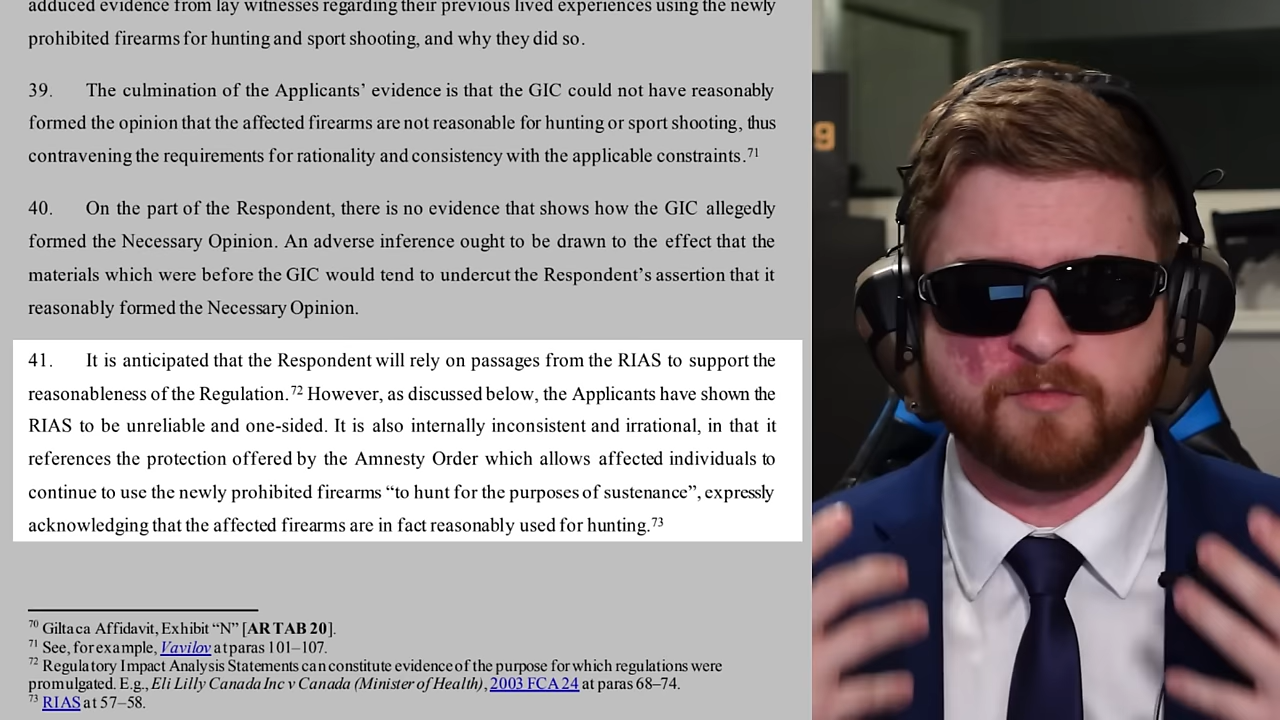 adduced evidence from lay witnesses regarding their previous lived experiences using the newly
prohibited firearms for hunting and sport shooting, and why they did so.
39. The culmination of the Applicants’ evidence is that the GIC could not have reasonably
formed the opinion that the affected firearms are not reasonable for hunting or sport shooting, thus
contravening the requirements for rationality and consistency with the applicable constraints.71
40. On the part of the Respondent, there is no evidence that shows how the GIC allegedly
formed the Necessary Opinion. An adverse inference ought to be drawn to the effect that the
materials which were before the GIC would tend to undercut the Respondent’s assertion that it
reasonably formed the Necessary Opinion.
41. It is anticipated that the Respondent will rely on passages from the RIAS to support the
reasonableness of the Regulation.72 However, as discussed below, the Applicants have shown the
RIAS to be unreliable and one-sided. It is also internally inconsistent and irrational, in that it
references the protection offered by the Amnesty Order which allows affected individuals to
continue to use the newly prohibited firearms “to hunt for the purposes of sustenance”, expressly
acknowledging that the affected firearms are in fact reasonably used for hunting.73
70 Giltaca Affidavit, Exhibit “N” [AR TAB 20].
71 See, for example, Vavilov at paras 101–107.
72 Regulatory Impact Analysis Statements can constitute evidence of the purpose for which regulations were
promulgated. E.g., Eli Lilly Canada Inc v Canada (Minister of Health), 2003 FCA 24 at paras 68–74.
73 RIAS at 57–58.
9